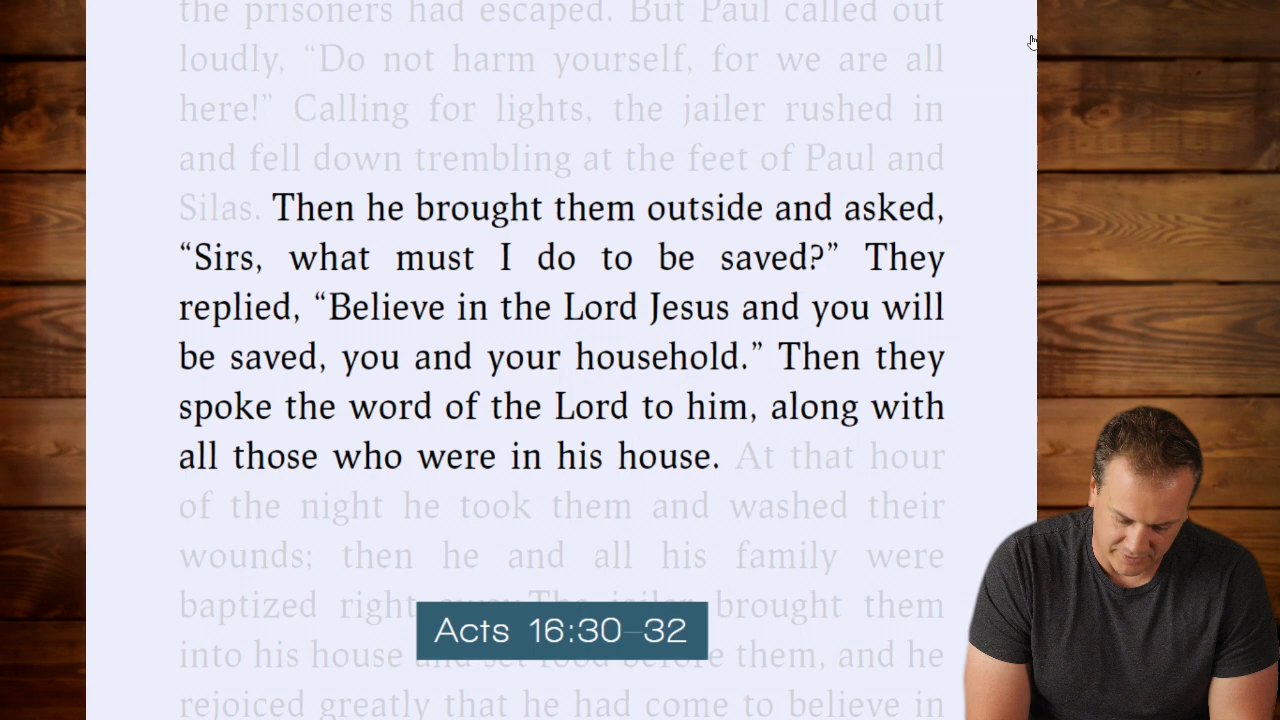 the prisoners had escaped. But Paul called out
loudly, “Do not harm yourself, for we are all
here!” Calling for lights, the jailer rushed in
and fell down trembling at the feet of Paul and
Silas. Then he brought them outside and asked,
“Sirs, what must I do to be saved?” They
replied, “Believe in the Lord Jesus and you will
be saved, you and your household.” Then they
spoke the word of the Lord to him, along with
all those who were in his house. At that hour
of the night he took them and washed their
wounds; then he and all his family were
baptized right away.The jailer brought them
into his house and set food before them, and he
rejoiced greatly that he had come to believe in
Acts 16:30–32